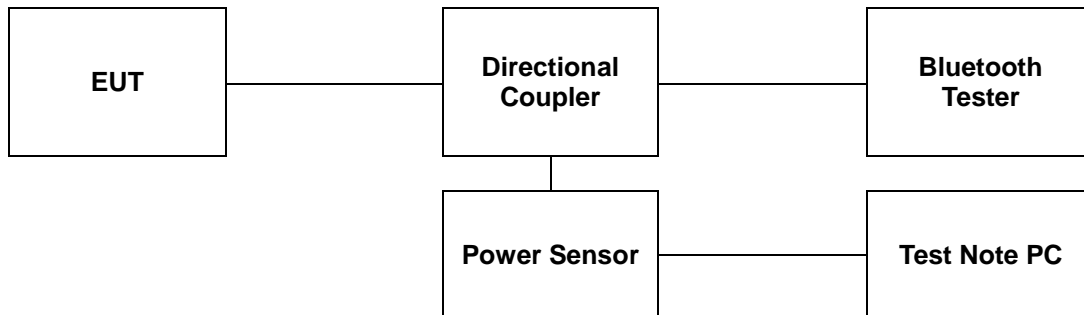 EUT
Directional
Coupler
Bluetooth
Tester
Power Sensor
Test Note PC